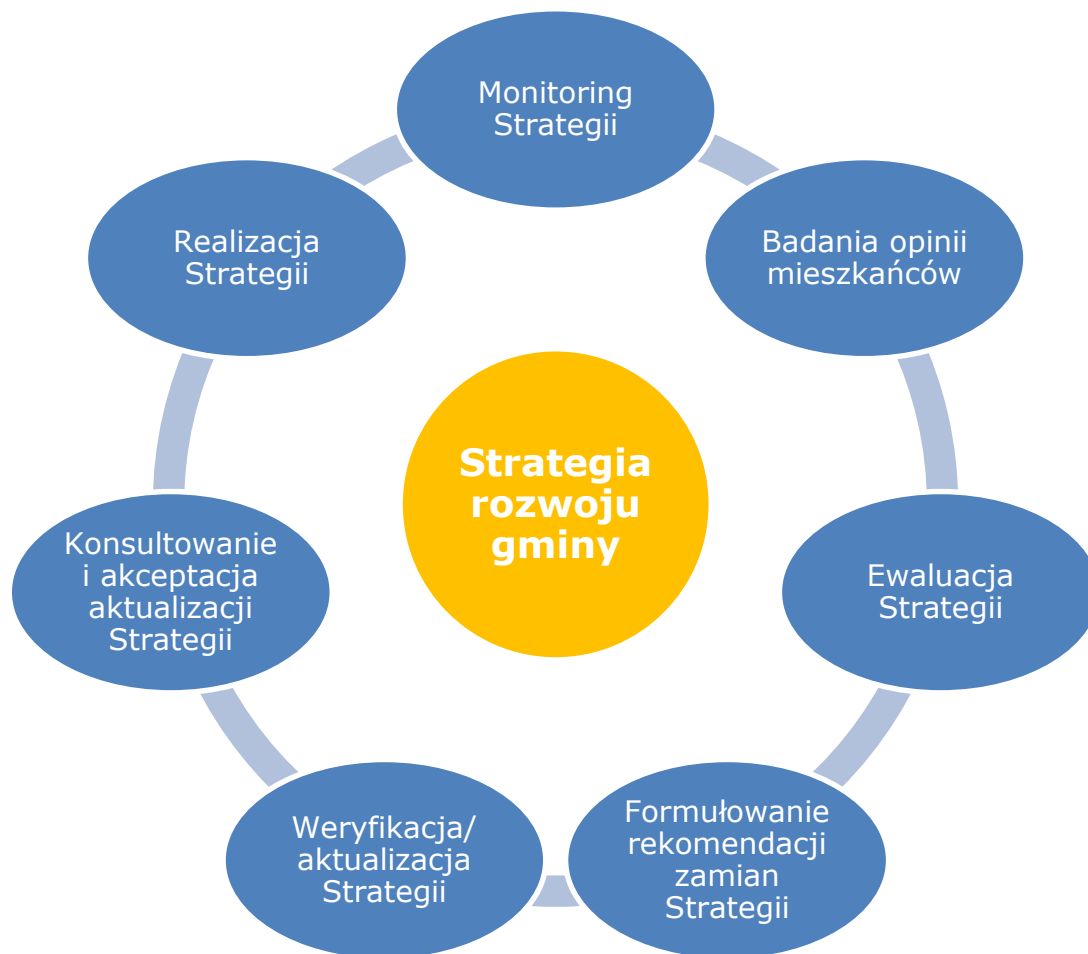 Monitoring
Strategii
Badania opinii
mieszkańców
Ewaluacja
Strategii
Formułowanie
rekomendacji
zamian
Strategii
Weryfikacja/
aktualizacja
Strategii
Konsultowanie
i akceptacja
aktualizacji
Strategii
Realizacja
Strategii
Strategia
rozwoju
gminy